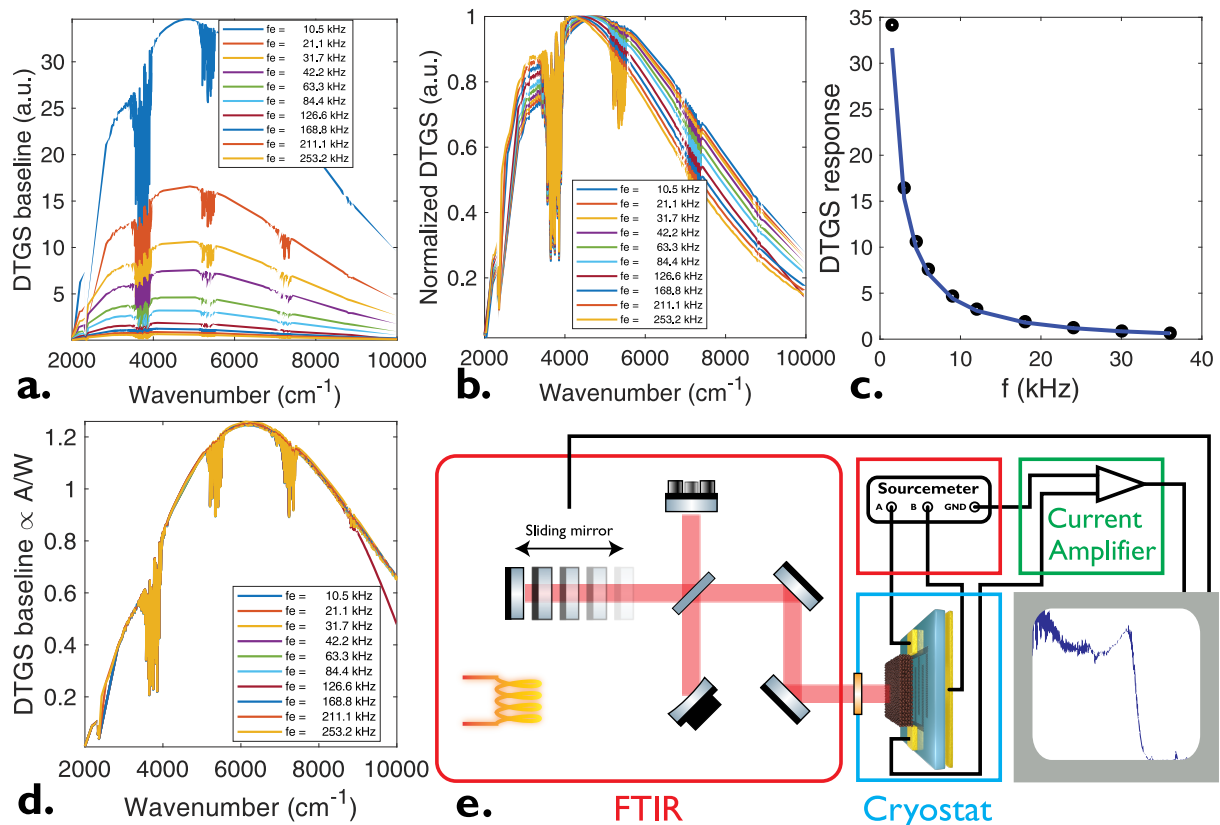 DTGS baseline (a.u.)
30
25
20
15
10
5
fe = 10.5 kHz
fe = 21.1 kHz
fe = 31.7 kHz
fe = 42.2 kHz
fe = 63.3 kHz
fe = 84.4 kHz
fe = 126.6 kHz
fe = 168.8 kHz
fe = 211.1 kHz
fe = 253.2 kHz
2000 4000 6000 8000 10000
Wavenumber (cm⁻¹)
a.
Normalized DTGS (a.u.)
1
0.8
0.6
0.4
0.2
fe = 10.5 kHz
fe = 21.1 kHz
fe = 31.7 kHz
fe = 42.2 kHz
fe = 63.3 kHz
fe = 84.4 kHz
fe = 126.6 kHz
fe = 168.8 kHz
fe = 211.1 kHz
fe = 253.2 kHz
2000 4000 6000 8000 10000
Wavenumber (cm⁻¹)
b.
DTGS response
35
30
25
20
15
10
5
0
0 10 20 30 40
f (kHz)
c.
DTGS baseline ∝ A/W
1.2
1
0.8
0.6
0.4
0.2
fe = 10.5 kHz
fe = 21.1 kHz
fe = 31.7 kHz
fe = 42.2 kHz
fe = 63.3 kHz
fe = 84.4 kHz
fe = 126.6 kHz
fe = 168.8 kHz
fe = 211.1 kHz
fe = 253.2 kHz
2000 4000 6000 8000 10000
Wavenumber (cm⁻¹)
d.
Sliding mirror
Sourcemeter
A B GND
Current
Amplifier
e.
FTIR
Cryostat